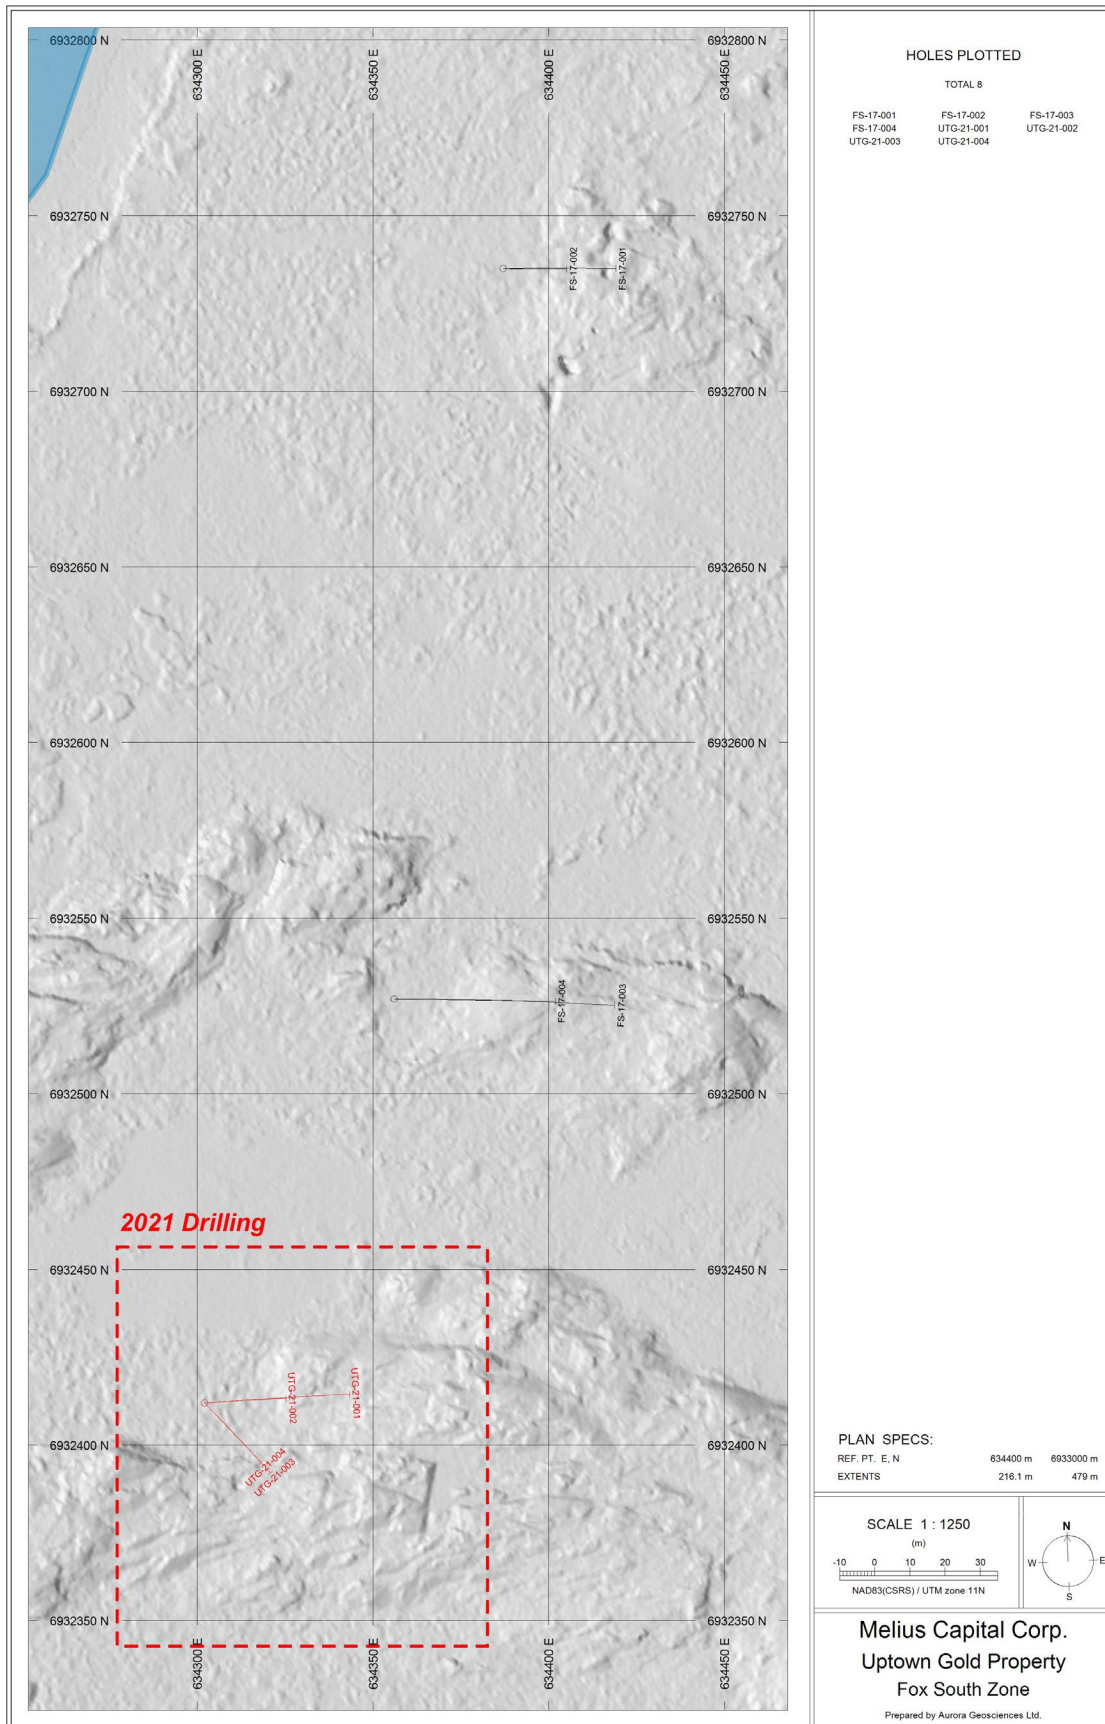 6932800 N
634300 E
634350 E
634400 E
634450 E
6932800 N
6932750 N
6932750 N
FS-17-002
FS-17-001
6932700 N
6932700 N
6932650 N
6932650 N
6932600 N
6932600 N
6932550 N
6932550 N
FS-17-004
FS-17-003
6932500 N
6932500 N
2021 Drilling
6932450 N
6932450 N
UTG-21-002
UTG-21-001
6932400 N
6932400 N
UTG-21-004
UTG-21-003
6932350 N
6932350 N
634300 E
634350 E
634400 E
634450 E
HOLES PLOTTED
TOTAL 8
FS-17-001 FS-17-002 FS-17-003
FS-17-004 UTG-21-001 UTG-21-002
UTG-21-003 UTG-21-004
PLAN SPECS:
REF. PT. E, N 634400 m 6933000 m
EXTENTS 216.1 m 479 m
SCALE 1 : 1250
(m)
-10 0 10 20 30
NAD83(CSRS) / UTM zone 11N
N
W E
S
Melius Capital Corp.
Uptown Gold Property
Fox South Zone
Prepared by Aurora Geosciences Ltd.